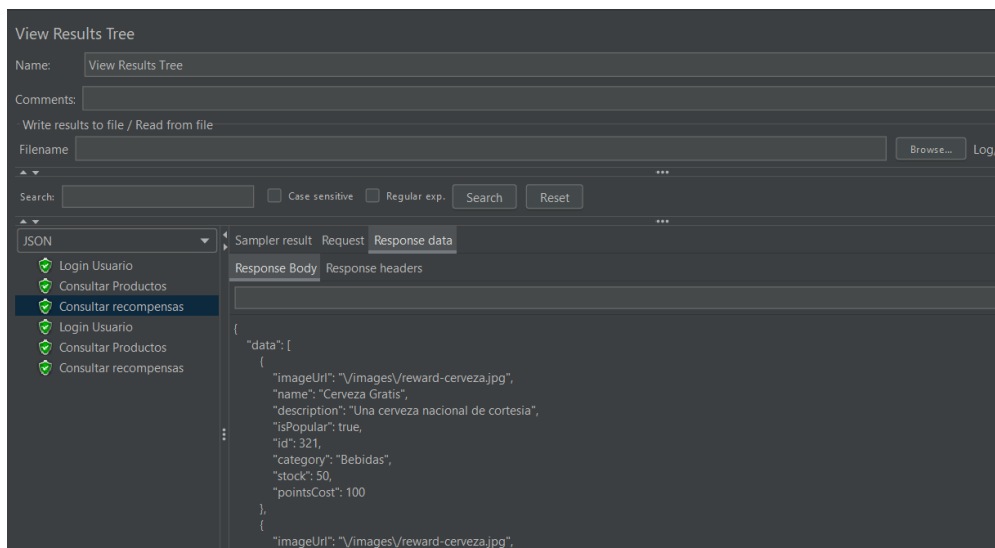 View Results Tree
Name: View Results Tree
Comments:
Write results to file / Read from file
Filename Browse... Log/
Search: Case sensitive Regular exp. Search Reset
JSON Sampler result Request Response data
Login Usuario Response Body Response headers
Consultar Productos
Consultar recompensas
Login Usuario
Consultar Productos
Consultar recompensas
{
"data": [
{
"imageUrl": "\/images\/reward-cerveza.jpg",
"name": "Cerveza Gratis",
"description": "Una cerveza nacional de cortesia",
"isPopular": true,
"id": 321,
"category": "Bebidas",
"stock": 50,
"pointsCost": 100
},
{
"imageUrl": "\/images\/reward-cerveza.jpg",